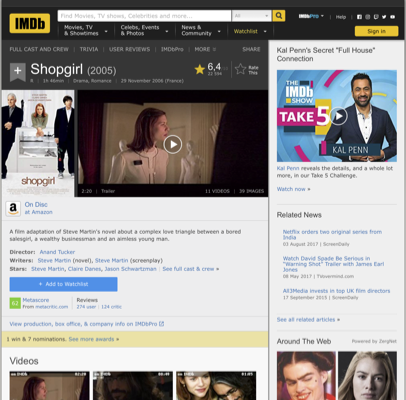 IMDb
Find Movies, TV shows, Celebrities and more...
All
Movies, TV & Showtimes
Celebs, Events & Photos
News & Community
Watchlist
IMDbPro
Help
Sign in
FULL CAST AND CREW | TRIVIA | USER REVIEWS | IMDbPro | MORE
SHARE
Shopgirl (2005)
6,4
Rate This
1h 46min | Drama, Romance | 29 November 2006 (France)
shopgirl
2:20 | Trailer
11 VIDEOS | 39 IMAGES
On Disc
at Amazon
A film adaptation of Steve Martin's novel about a complex love triangle between a bored
salesgirl, a wealthy businessman and an aimless young man.
Director: Anand Tucker
Writers: Steve Martin (novel), Steve Martin (screenplay)
Stars: Steve Martin, Claire Danes, Jason Schwartzman | See full cast & crew »
+ Add to Watchlist
Metascore
From metacritic.com
Reviews
274 user | 124 critic
View production, box office, & company info on IMDbPro
1 win & 7 nominations. See more awards »
Videos
Kal Penn's Secret "Full House"
Connection
THE
IMDb
SHOW
TAKE 5
KAL PENN
Kal Penn reveals the details, and a whole lot
more, in our Take 5 Challenge.
Watch now »
Related News
Netflix orders two original series from
India
03 August 2017 | ScreenDaily
Watch David Spade Be Serious in
"Warning Shot" Trailer with James Earl
Jones
08 May 2017 | TVovermind.com
All3Media invests in top UK film directors
17 September 2015 | ScreenDaily
See all related articles »
Around The Web
Powered by ZergNet